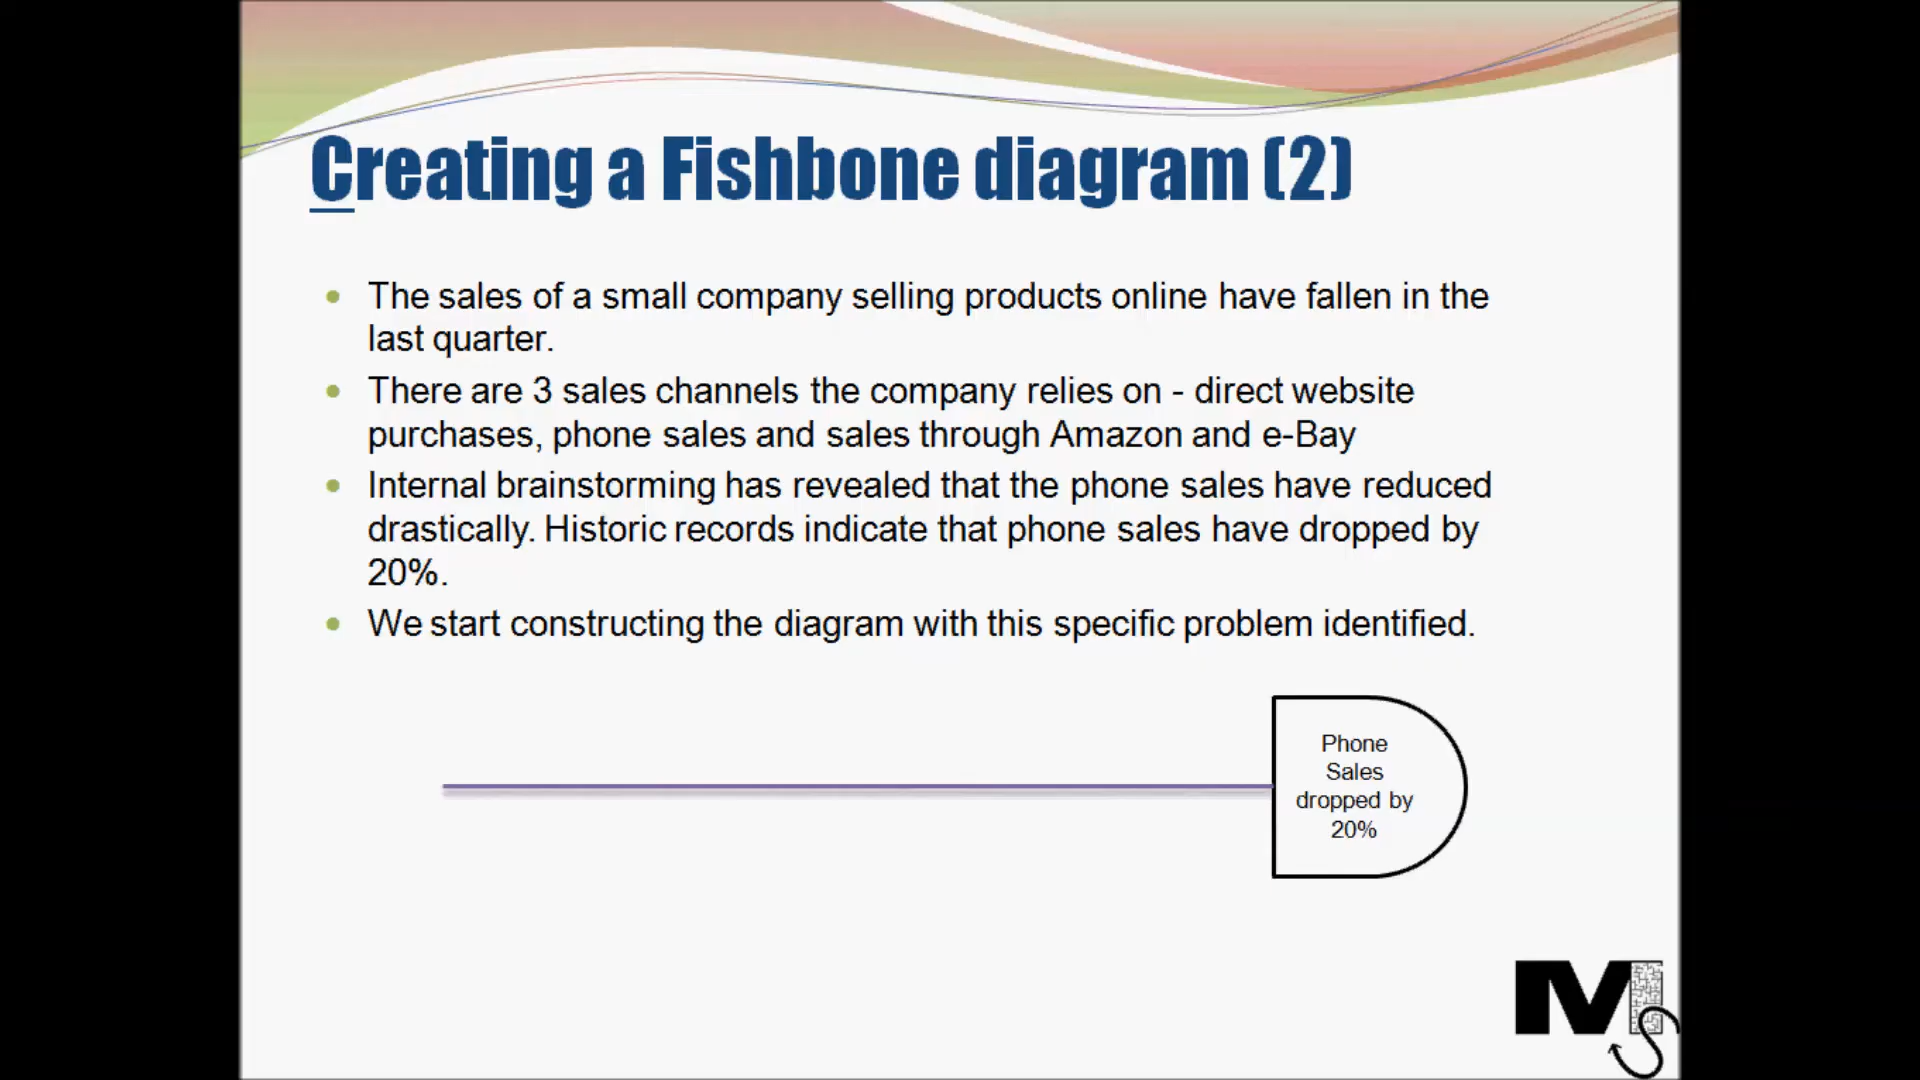 Creating a Fishbone diagram (2)
The sales of a small company selling products online have fallen in the
last quarter.
There are 3 sales channels the company relies on - direct website
purchases, phone sales and sales through Amazon and e-Bay
Internal brainstorming has revealed that the phone sales have reduced
drastically. Historic records indicate that phone sales have dropped by
20%.
We start constructing the diagram with this specific problem identified.
Phone
Sales
dropped by
20%